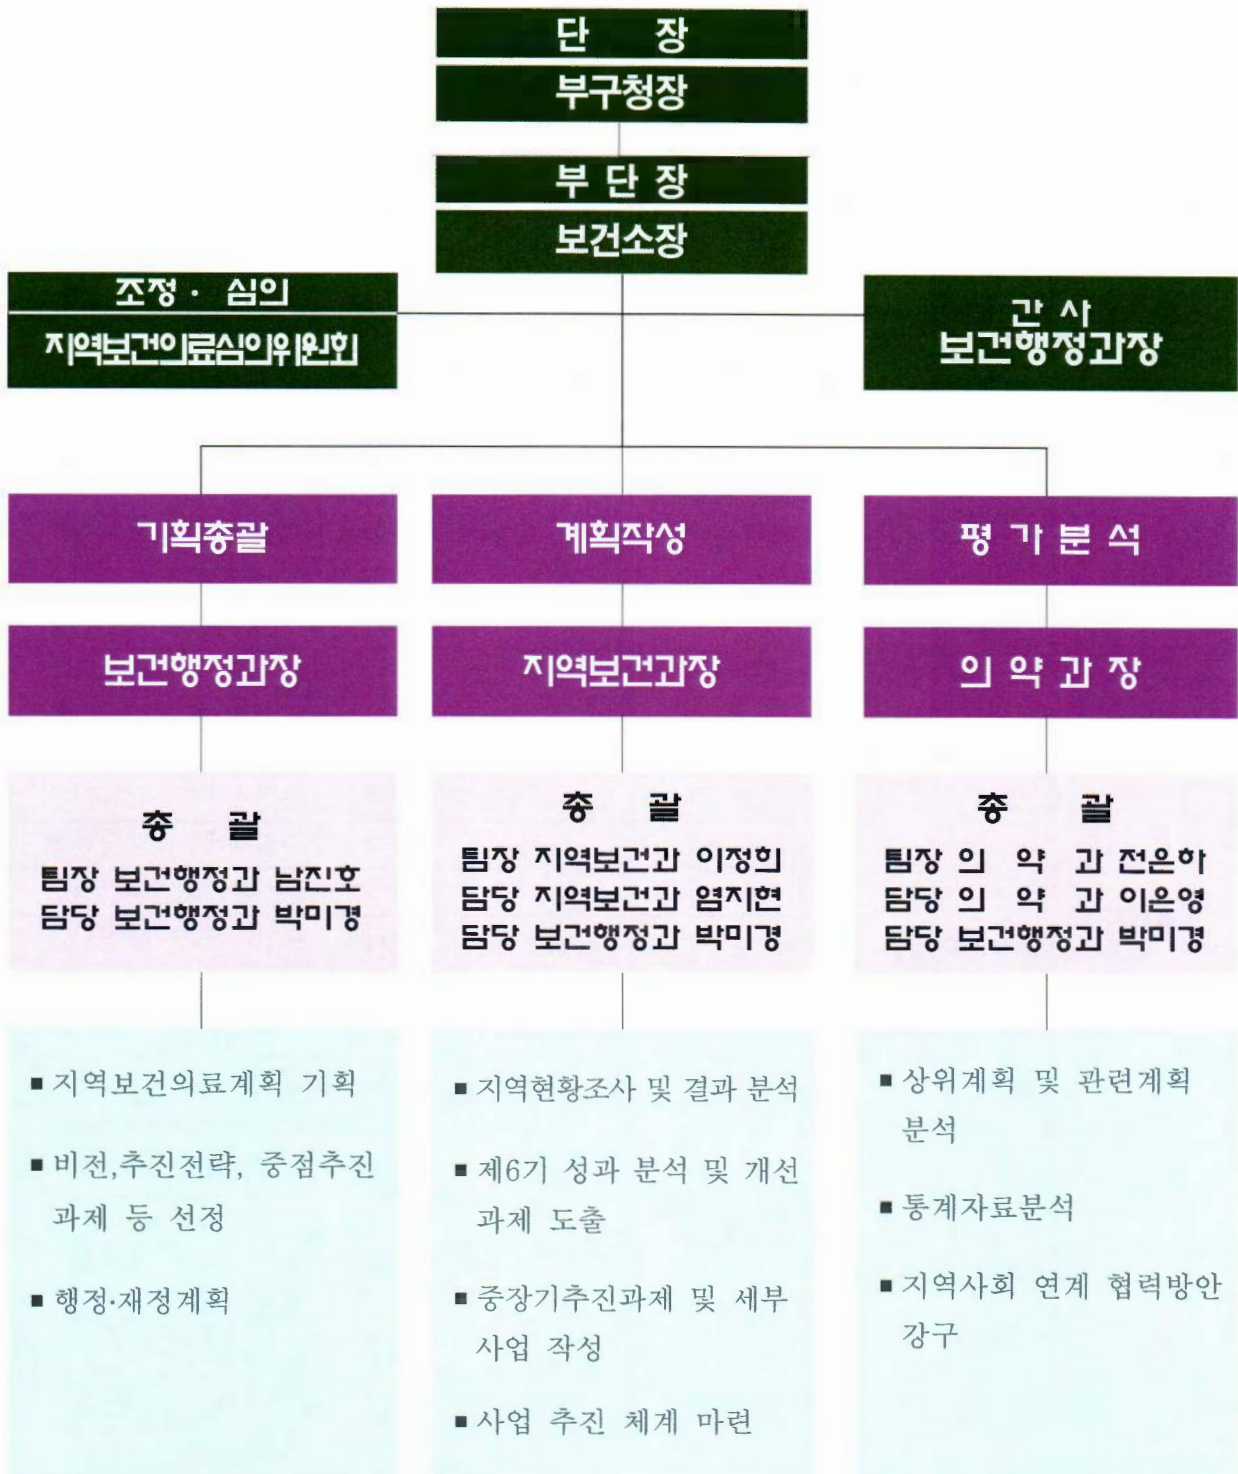 단 장
부구청장
부 단 장
보건소장
조정 · 심의
지역보건의료심의위원회
간 사
보건행정과장
기획총괄
보건행정과장
총 괄
팀장 보건행정과 남진호
담당 보건행정과 박미경
■ 지역보건의료계획 기획
■ 비전,추진전략, 중점추진
과제 등 선정
■ 행정·재정계획
계획작성
지역보건과장
총 괄
팀장 지역보건과 이정희
담당 지역보건과 염지현
담당 보건행정과 박미경
■ 지역현황조사 및 결과 분석
■ 제6기 성과 분석 및 개선
과제 도출
■ 중장기추진과제 및 세부
사업 작성
■ 사업 추진 체계 마련
평 가 분 석
의 약 과 장
총 괄
팀장 의 약 과 전은하
담당 의 약 과 이은영
담당 보건행정과 박미경
■ 상위계획 및 관련계획
분석
■ 통계자료분석
■ 지역사회 연계 협력방안
강구